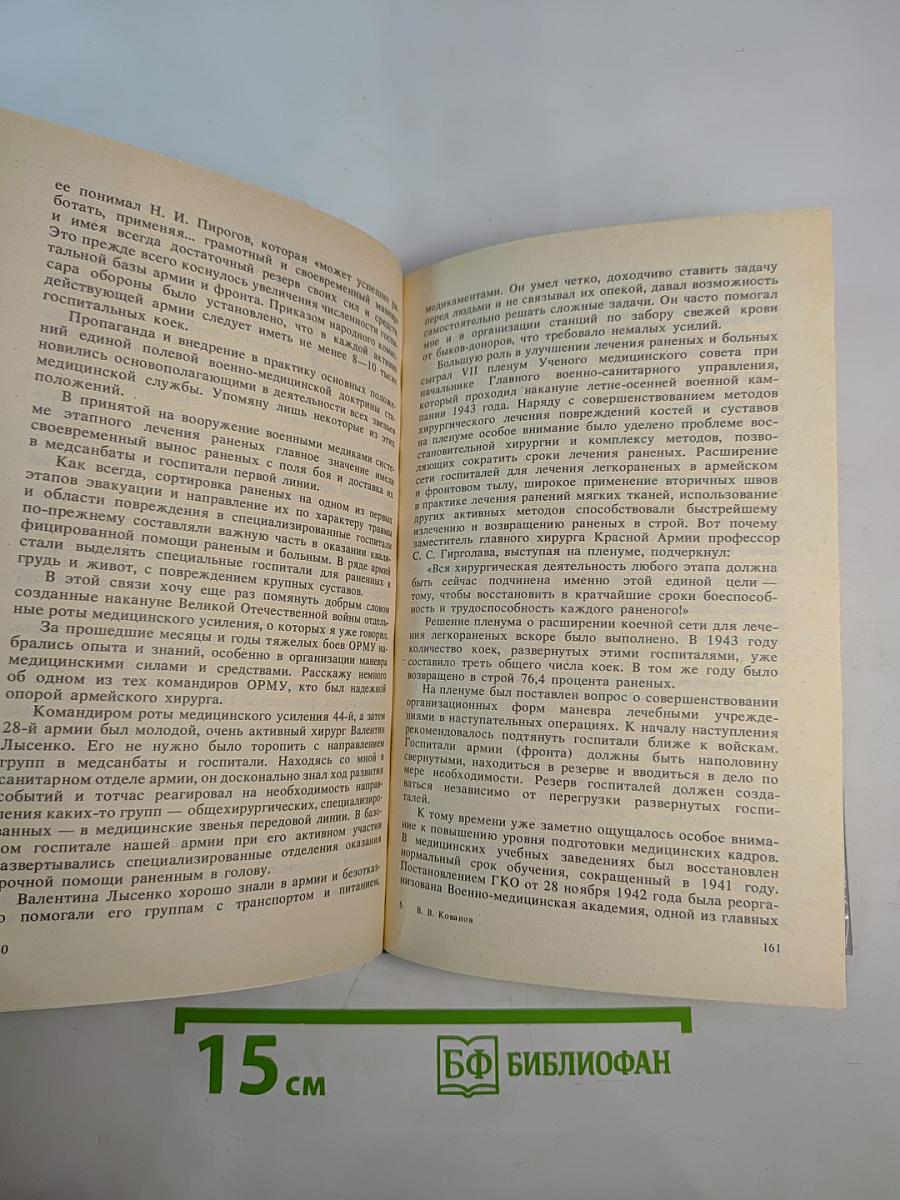 ее понимал Н. И. Пирогов, которая «может успешно ра-
ботать, применяя... грамотный и своевременный маневр
и имея всегда достаточный резерв своих сил и средств».
Это прежде всего коснулось увеличения численности госпи-
тальной базы армии и фронта. Приказом народного комис-
сара обороны было установлено, что в каждой активно
действующей армии следует иметь не менее 8—10 тысяч
госпитальных коек.
Пропаганда и внедрение в практику основных положе-
ний единой полевой военно-медицинской доктрины ста-
новились основополагающими в деятельности всех звеньев
медицинской службы. Упомяну лишь некоторые из этих
положений.
В принятой на вооружение военными медиками систе-
ме этапного лечения раненых главное значение имели
своевременный вынос раненых с поля боя и доставка их
в медсанбаты и госпитали первой линии.
Как всегда, сортировка раненых на одном из первых
этапов эвакуации и направление их по характеру травмы
и области повреждения в специализированные госпитали
по-прежнему составляли важную часть в оказании квали-
фицированной помощи раненым и больным. В ряде армий
стали выделять специальные госпитали для раненных в
грудь и живот, с повреждением крупных суставов.
В этой связи хочу еще раз помянуть добрым словом
созданные накануне Великой Отечественной войны отдель-
ные роты медицинского усиления, о которых я уже говорил.
За прошедшие месяцы и годы тяжелых боев ОРМУ на-
брались опыта и знаний, особенно в организации маневра
медицинскими силами и средствами. Расскажу немного
об одном из тех командиров ОРМУ, кто был надежной
опорой армейского хирурга.
Командиром роты медицинского усиления 44-й, а затем
28-й армии был молодой, очень активный хирург Валентин
Лысенко. Его не нужно было торопить с направлением
групп в медсанбаты и госпитали. Находясь со мной в
санитарном отделе армии, он досконально знал ход развития
событий и тотчас реагировал на необходимость направ-
ления каких-то групп — общехирургических, специализиро-
ванных — в медицинские звенья передовой линии. В базо-
ом госпитале нашей армии при его активном участии
азвертывались специализированные отделения оказания
рочной помощи раненным в голову.
Валентина Лысенко хорошо знали в армии и безотказ-
о помогали его группам с транспортом и питанием,
60
медикаментами. Он умел четко, доходчиво ставить задачу
перед людьми и не связывал их опекой, давал возможность
самостоятельно решать сложные задачи. Он часто помогал
мне и в организации станций по забору свежей крови
от быков-доноров, что требовало немалых усилий.
Большую роль в улучшении лечения раненых и больных
сыграл VII пленум Ученого медицинского совета при
начальнике Главного военно-санитарного управления,
который проходил накануне летне-осенней военной кам-
пании 1943 года. Наряду с совершенствованием методов
хирургического лечения повреждений костей и суставов
на пленуме особое внимание было уделено проблеме вос-
становительной хирургии и комплексу методов, позво-
ляющих сократить сроки лечения раненых. Расширение
сети госпиталей для лечения легкораненых в армейском
и фронтовом тылу, широкое применение вторичных швов
в практике лечения ранений мягких тканей, использование
других активных методов способствовали быстрейшему
излечению и возвращению раненых в строй. Вот почему
заместитель главного хирурга Красной Армии профессор
С. С. Гирголава, выступая на пленуме, подчеркнул:
«Вся хирургическая деятельность любого этапа должна
быть сейчас подчинена именно этой единой цели —
тому, чтобы восстановить в кратчайшие сроки боеспособ-
ность и трудоспособность каждого раненого!»
Решение пленума о расширении коечной сети для лече-
ния легкораненых вскоре было выполнено. В 1943 году
количество коек, развернутых этими госпиталями, уже
составило треть общего числа коек. В том же году было
возвращено в строй 76,4 процента раненых.
На пленуме был поставлен вопрос о совершенствовании
организационных форм маневра лечебными учрежде-
ниями в наступательных операциях. К началу наступления
рекомендовалось подтянуть госпитали ближе к войскам.
Госпитали армии (фронта) должны быть наполовину
свернутыми, находиться в резерве и вводиться в дело по
мере необходимости. Резерв госпиталей должен созда-
ваться независимо от перегрузки развернутых госпи-
талей.
К тому времени уже заметно ощущалось особое внима-
ние к повышению уровня подготовки медицинских кадров.
В медицинских учебных заведениях был восстановлен
нормальный срок обучения, сокращенный в 1941 году.
Постановлением ГКО от 28 ноября 1942 года была реорга-
низована Военно-медицинская академия, одной из главных
6 В. В. Кованов
161
15 см
БФ БИБЛИОФАН